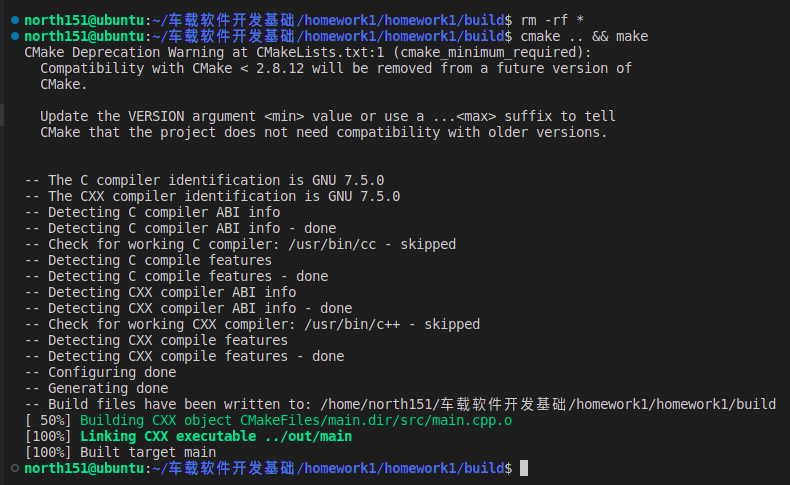 north151@ubuntu:~/车载软件开发基础/homework1/homework1/build$ rm -rf *
north151@ubuntu:~/车载软件开发基础/homework1/homework1/build$ cmake .. && make
CMake Deprecation Warning at CMakeLists.txt:1 (cmake_minimum_required):
  Compatibility with CMake < 2.8.12 will be removed from a future version of
  CMake.

  Update the VERSION argument <min> value or use a ...<max> suffix to tell
  CMake that the project does not need compatibility with older versions.


-- The C compiler identification is GNU 7.5.0
-- The CXX compiler identification is GNU 7.5.0
-- Detecting C compiler ABI info
-- Detecting C compiler ABI info - done
-- Check for working C compiler: /usr/bin/cc - skipped
-- Detecting C compile features
-- Detecting C compile features - done
-- Detecting CXX compiler ABI info
-- Detecting CXX compiler ABI info - done
-- Check for working CXX compiler: /usr/bin/c++ - skipped
-- Detecting CXX compile features
-- Detecting CXX compile features - done
-- Configuring done
-- Generating done
-- Build files have been written to: /home/north151/车载软件开发基础/homework1/homework1/build
[ 50%] Building CXX object CMakeFiles/main.dir/src/main.cpp.o
[100%] Linking CXX executable ../out/main
[100%] Built target main
north151@ubuntu:~/车载软件开发基础/homework1/homework1/build$